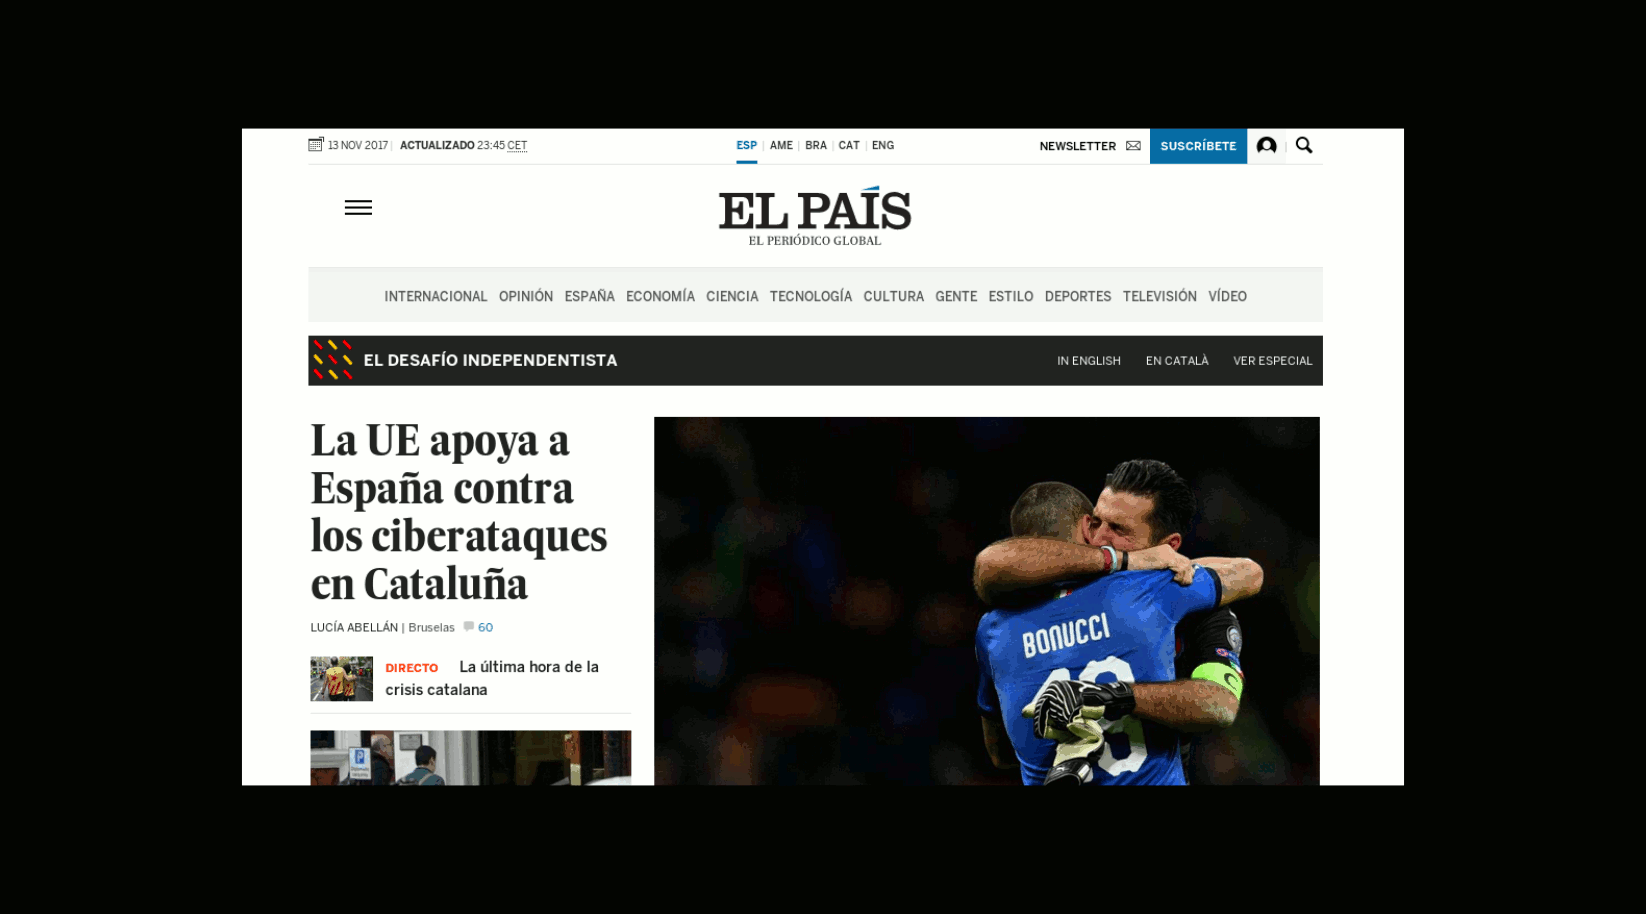 13 NOV 2017 | ACTUALIZADO 23:45 CET
ESP | AME | BRA | CAT | ENG
NEWSLETTER
SUSCRÍBETE
EL PAÍS
EL PERIÓDICO GLOBAL
INTERNACIONAL OPINIÓN ESPAÑA ECONOMÍA CIENCIA TECNOLOGÍA CULTURA GENTE ESTILO DEPORTES TELEVISIÓN VÍDEO
EL DESAFÍO INDEPENDENTISTA
IN ENGLISH EN CATALÀ VER ESPECIAL
La UE apoya a
España contra
los ciberataques
en Cataluña
LUCÍA ABELLÁN | Bruselas 60
DIRECTO La última hora de la
crisis catalana
P
BONUCCI
19